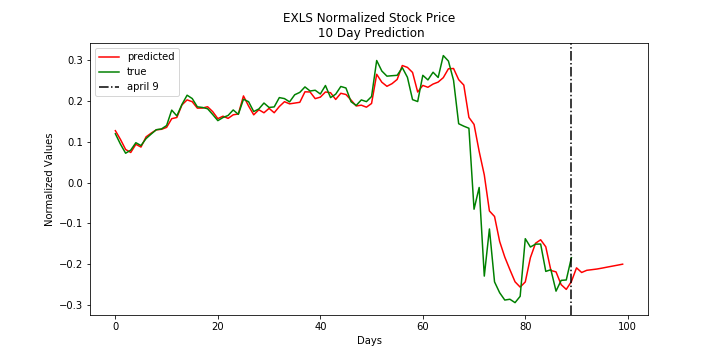 EXLS Normalized Stock Price
10 Day Prediction
predicted
true
april 9
Normalized Values
0.3
0.2
0.1
0.0
−0.1
−0.2
−0.3
0
20
40
60
80
100
Days